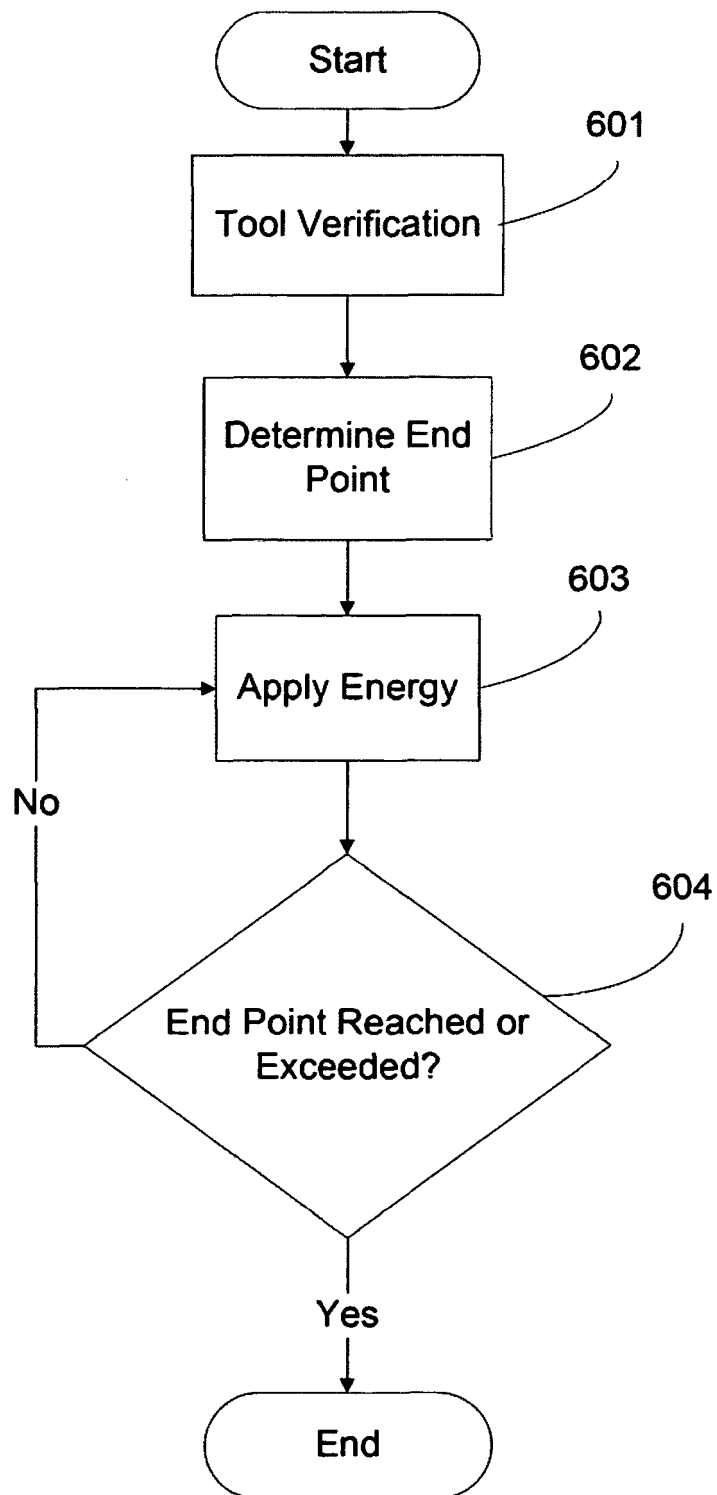 Start
601
Tool Verification
602
Determine End
Point
603
Apply Energy
No
604
End Point Reached or
Exceeded?
Yes
End